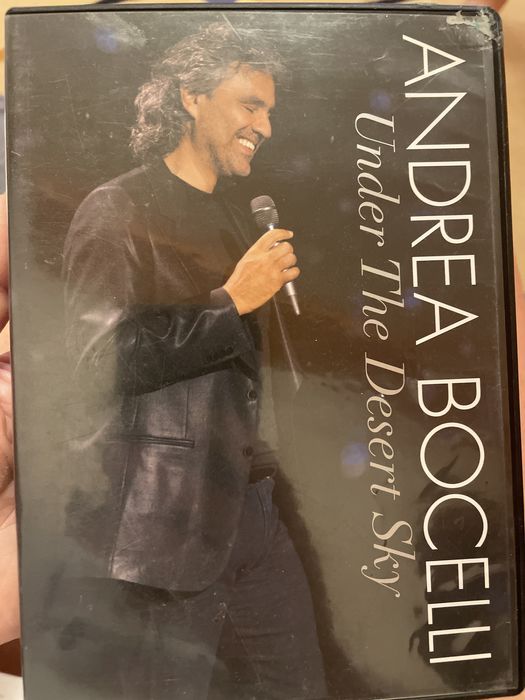 ANDREA BOCELLI
Under The Desert Sky